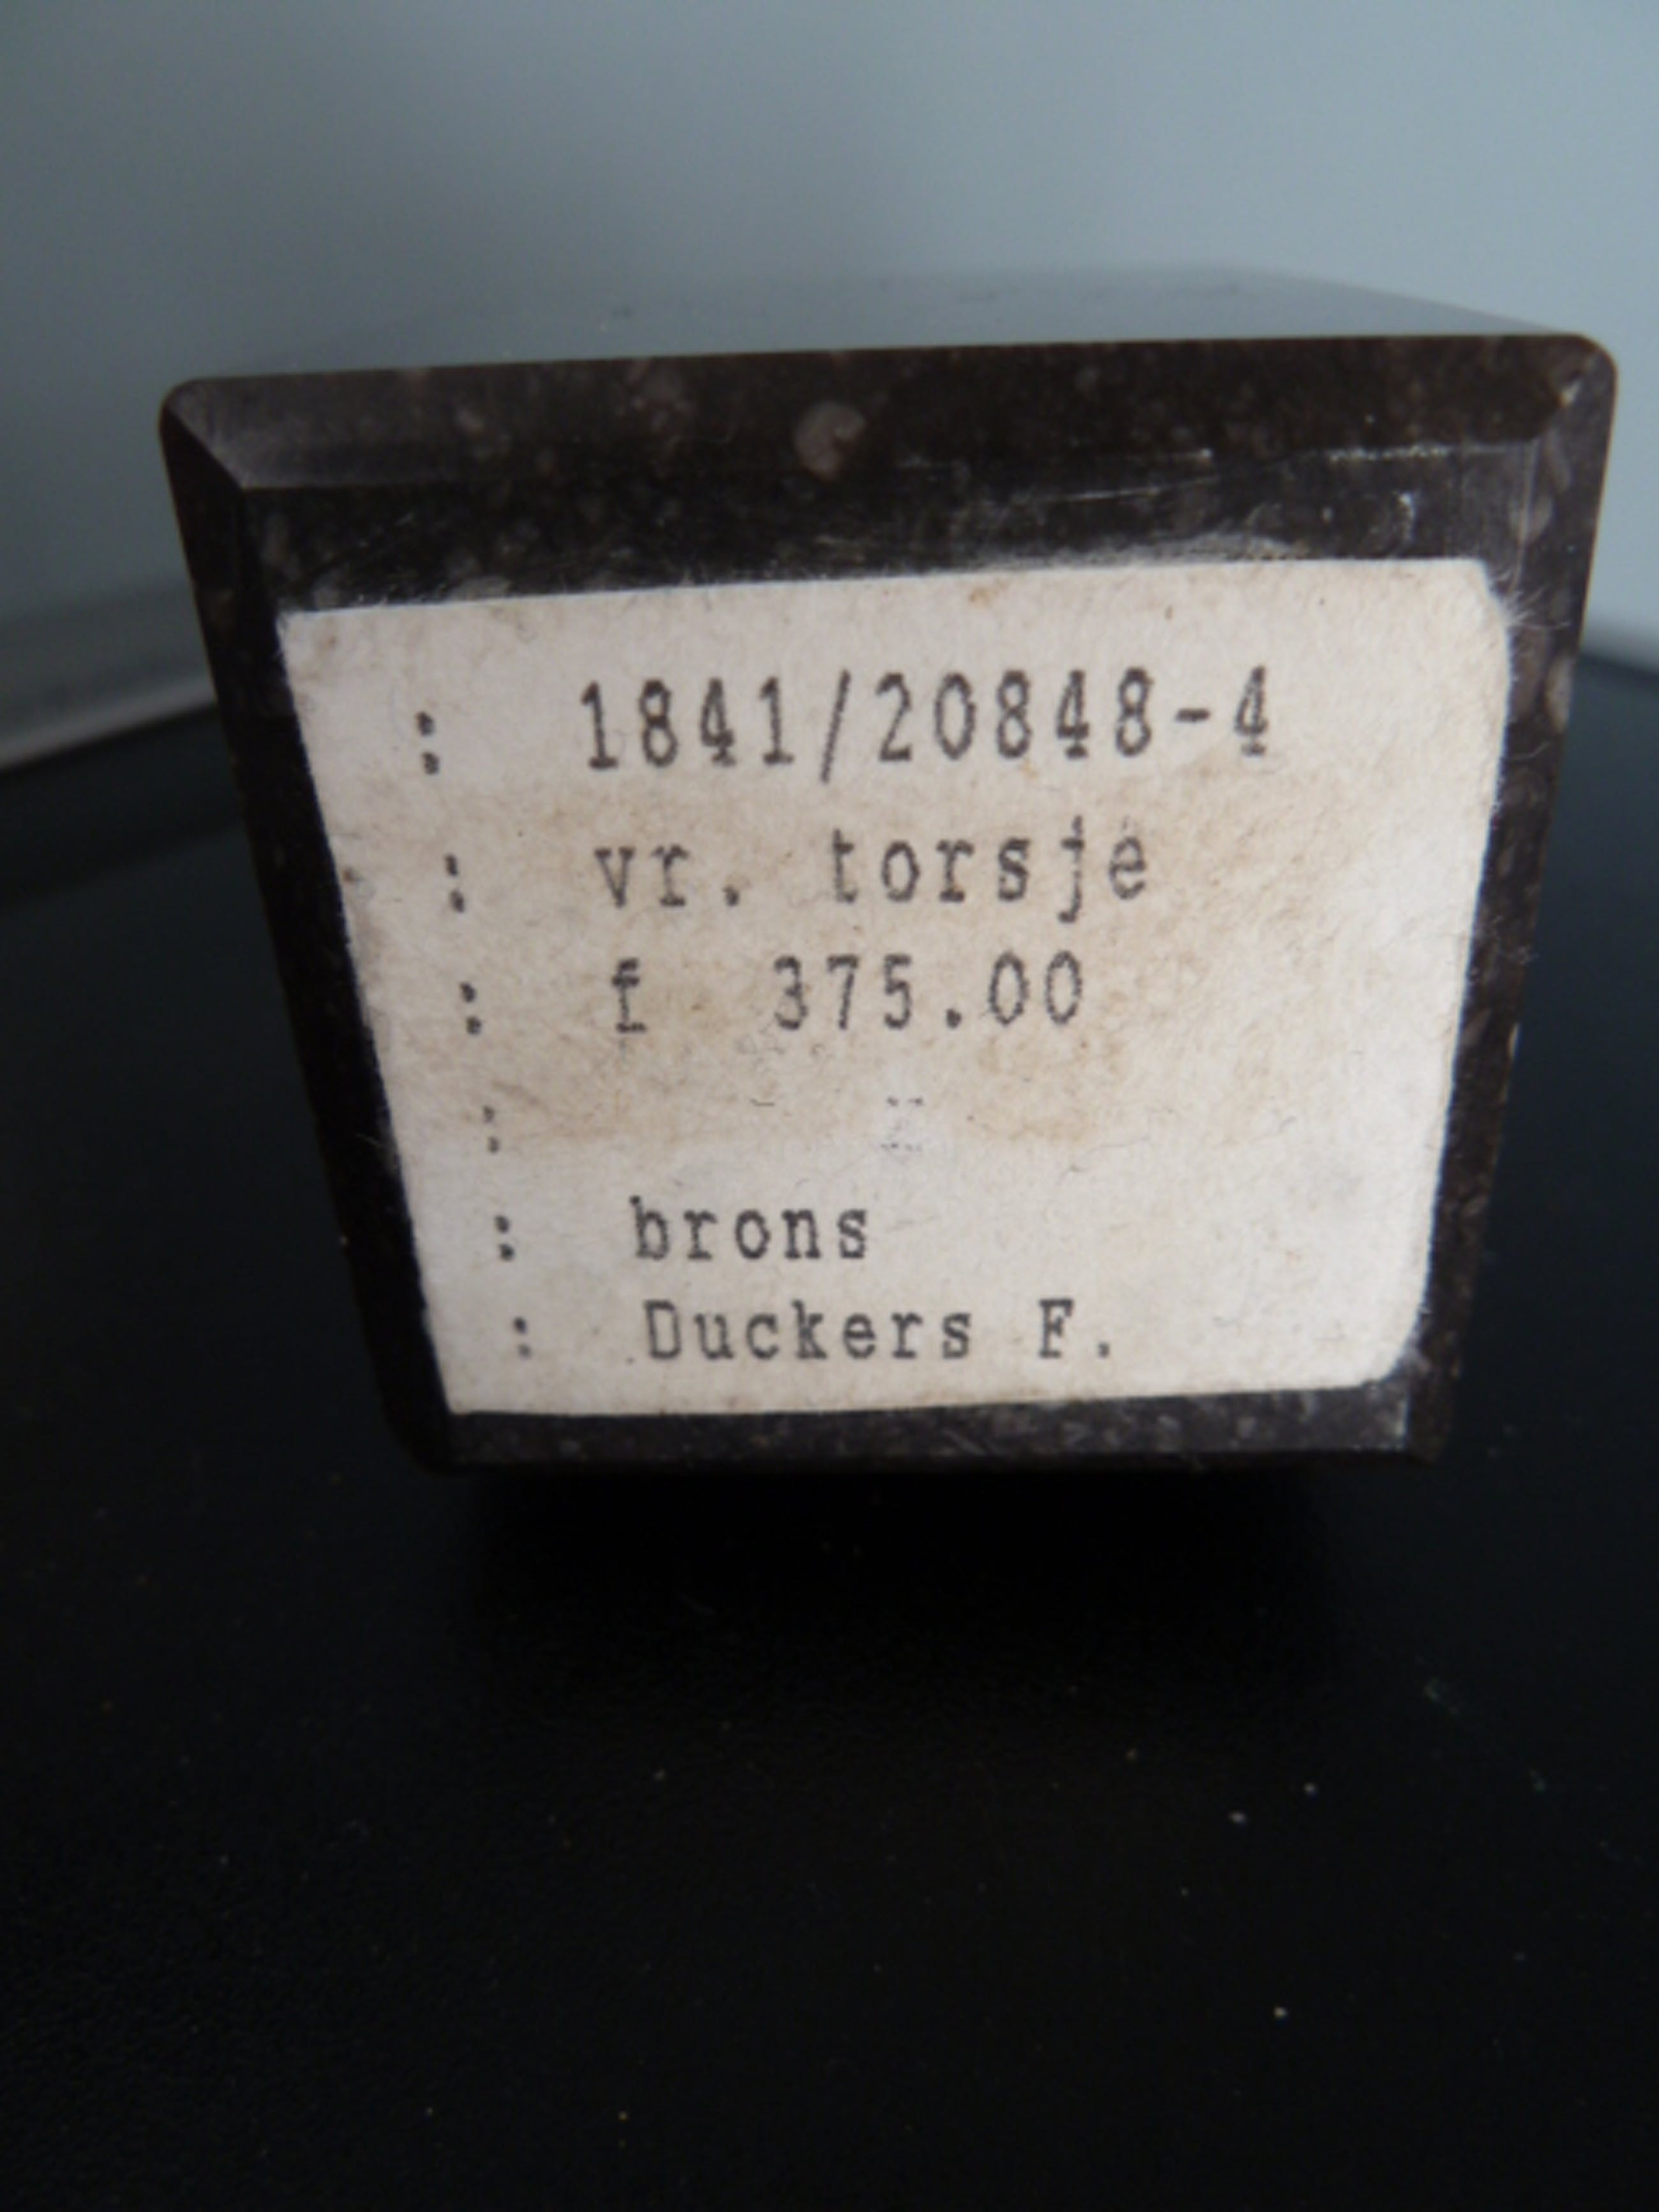 : 1841/20848-4
: vr. torsje
: f 375.00
:
: brons
: Duckers F.